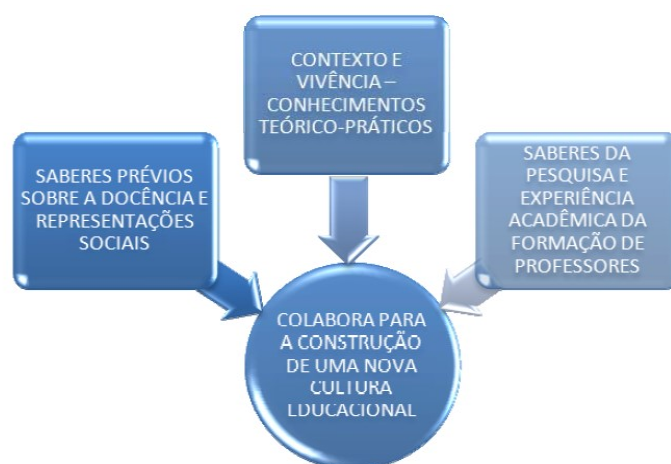 CONTEXTO E
VIVÊNCIA –
CONHECIMENTOS
TEÓRICO-PRÁTICOS
SABERES PRÉVIOS
SOBRE A DOCÊNCIA E
REPRESENTAÇÕES
SOCIAIS
SABERES DA
PESQUISA E
EXPERIÊNCIA
ACADÊMICA DA
FORMAÇÃO DE
PROFESSORES
COLABORA PARA
A CONSTRUÇÃO
DE UMA NOVA
CULTURA
EDUCACIONAL